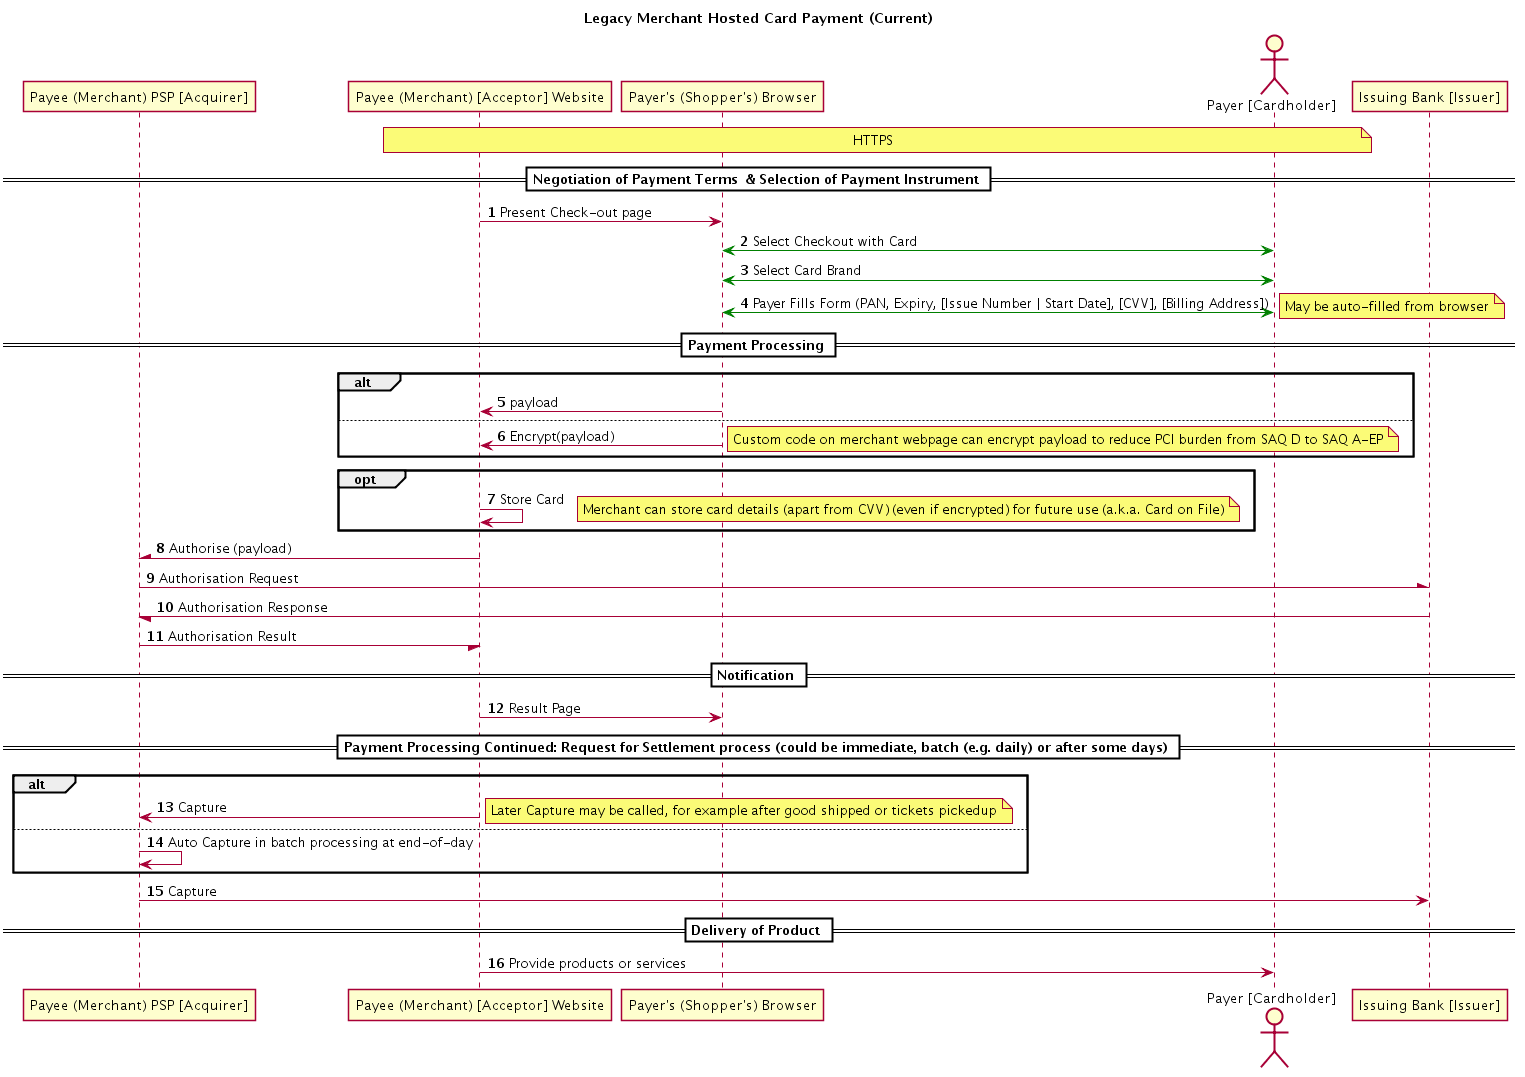 Legacy Merchant Hosted Card Payment (Current)
Payee (Merchant) PSP [Acquirer]
Payee (Merchant) [Acceptor] Website
Payer's (Shopper's) Browser
Payer [Cardholder]
Issuing Bank [Issuer]
HTTPS
Negotiation of Payment Terms & Selection of Payment Instrument
1 Present Check-out page
2 Select Checkout with Card
3 Select Card Brand
4 Payer Fills Form (PAN, Expiry, [Issue Number | Start Date], [CVV], [Billing Address])
May be auto-filled from browser
Payment Processing
alt
5 payload
6 Encrypt(payload)
Custom code on merchant webpage can encrypt payload to reduce PCI burden from SAQ D to SAQ A-EP
opt
7 Store Card
Merchant can store card details (apart from CVV) (even if encrypted) for future use (a.k.a. Card on File)
8 Authorise (payload)
9 Authorisation Request
10 Authorisation Response
11 Authorisation Result
Notification
12 Result Page
Payment Processing Continued: Request for Settlement process (could be immediate, batch (e.g. daily) or after some days)
alt
13 Capture
Later Capture may be called, for example after good shipped or tickets pickedup
14 Auto Capture in batch processing at end-of-day
15 Capture
Delivery of Product
16 Provide products or services
Payee (Merchant) PSP [Acquirer]
Payee (Merchant) [Acceptor] Website
Payer's (Shopper's) Browser
Payer [Cardholder]
Issuing Bank [Issuer]